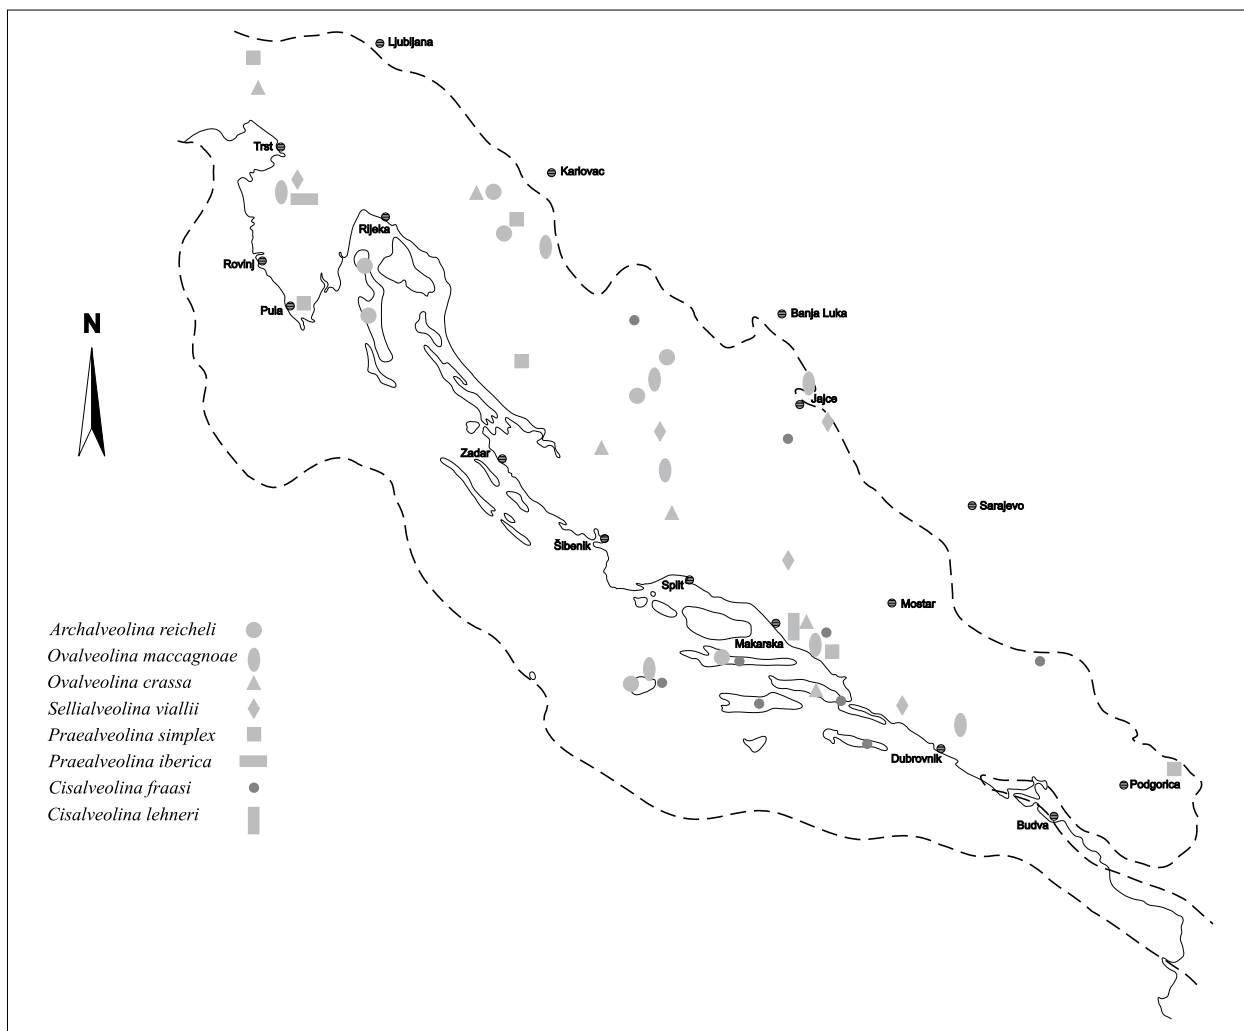 Ljubljana
Karlovac
Trst
Rijeka
Rovinj
Pula
N
Banja Luka
Jajce
Zadar
Sarajevo
Šibenik
Split
Mostar
Makarska
Archalveolina reicheli
Ovalveolina maccagnoae
Ovalveolina crassa
Sellialveolina viallii
Praealveolina simplex
Praealveolina iberica
Cisalveolina fraasi
Cisalveolina lehneri
Dubrovnik
Podgorica
Budva